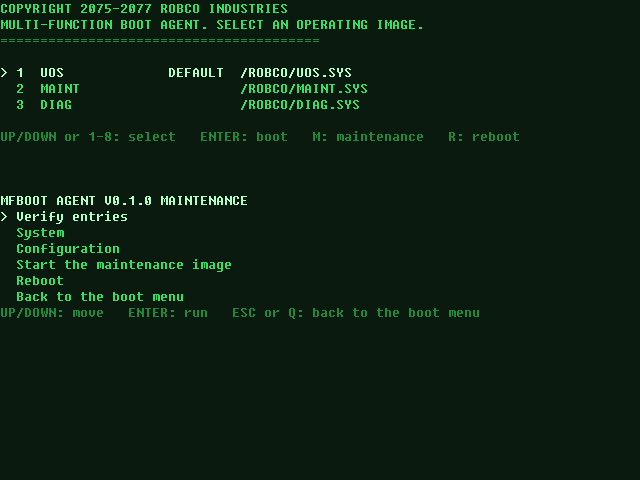 COPYRIGHT 2075-2077 ROBCO INDUSTRIES
MULTI-FUNCTION BOOT AGENT. SELECT AN OPERATING IMAGE.
========================================
> 1  UOS             DEFAULT  /ROBCO/UOS.SYS
  2  MAINT                    /ROBCO/MAINT.SYS
  3  DIAG                     /ROBCO/DIAG.SYS
UP/DOWN or 1-8: select   ENTER: boot   M: maintenance   R: reboot
MFBOOT AGENT V0.1.0 MAINTENANCE
> Verify entries
  System
  Configuration
  Start the maintenance image
  Reboot
  Back to the boot menu
UP/DOWN: move   ENTER: run   ESC or Q: back to the boot menu